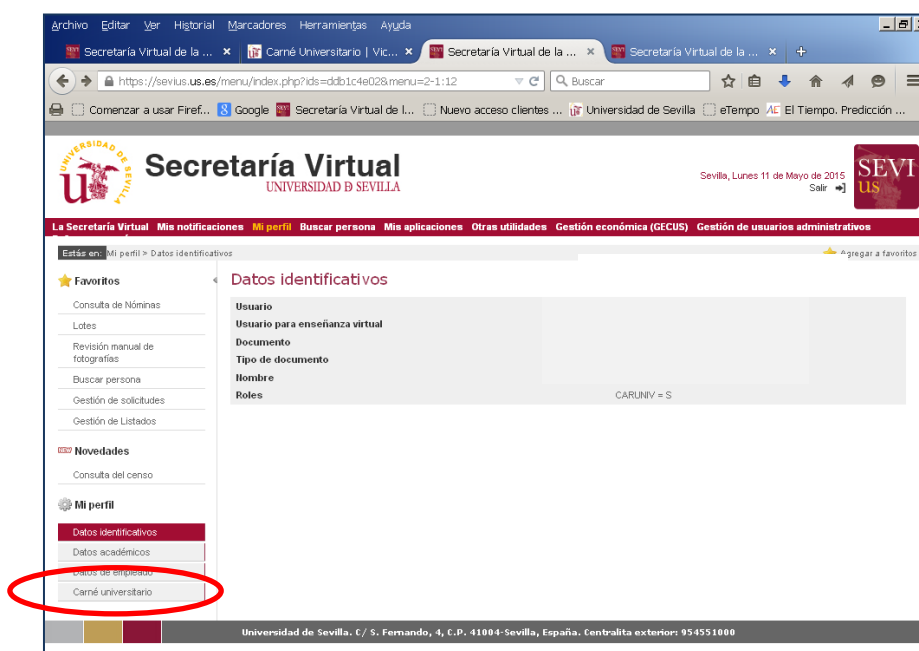 Archivo Editar Ver Historial Marcadores Herramientas Ayuda
Secretaría Virtual de la ... × Carné Universitario | Vic... × Secretaría Virtual de la ... × Secretaría Virtual de la ... × +
https://sevius.us.es/menu/index.php?ids=ddb1c4e02&menu=2-1:12 Buscar
Comenzar a usar Firef... Google Secretaría Virtual de l... Nuevo acceso clientes ... Universidad de Sevilla eTempo El Tiempo. Predicción ...
UNIVERSIDAD DE SEVILLA
Secretaría Virtual
UNIVERSIDAD Ð SEVILLA
Sevilla, Lunes 11 de Mayo de 2015
Salir
SEVI
us
La Secretaría Virtual Mis notificaciones Mi perfil Buscar persona Mis aplicaciones Otras utilidades Gestión económica (GECUS) Gestión de usuarios administrativos
Estás en: Mi perfil > Datos identificativos Agregar a favoritos
Favoritos
Consulta de Nóminas
Lotes
Revisión manual de
fotografías
Buscar persona
Gestión de solicitudes
Gestión de Listados
Novedades
Consulta del censo
Mi perfil
Datos identificativos
Datos académicos
Datos de empleado
Carné universitario
Datos identificativos
Usuario
Usuario para enseñanza virtual
Documento
Tipo de documento
Nombre
Roles CARUNIV = S
Universidad de Sevilla. C/ S. Fernando, 4, C.P. 41004-Sevilla, España. Centralita exterior: 954551000